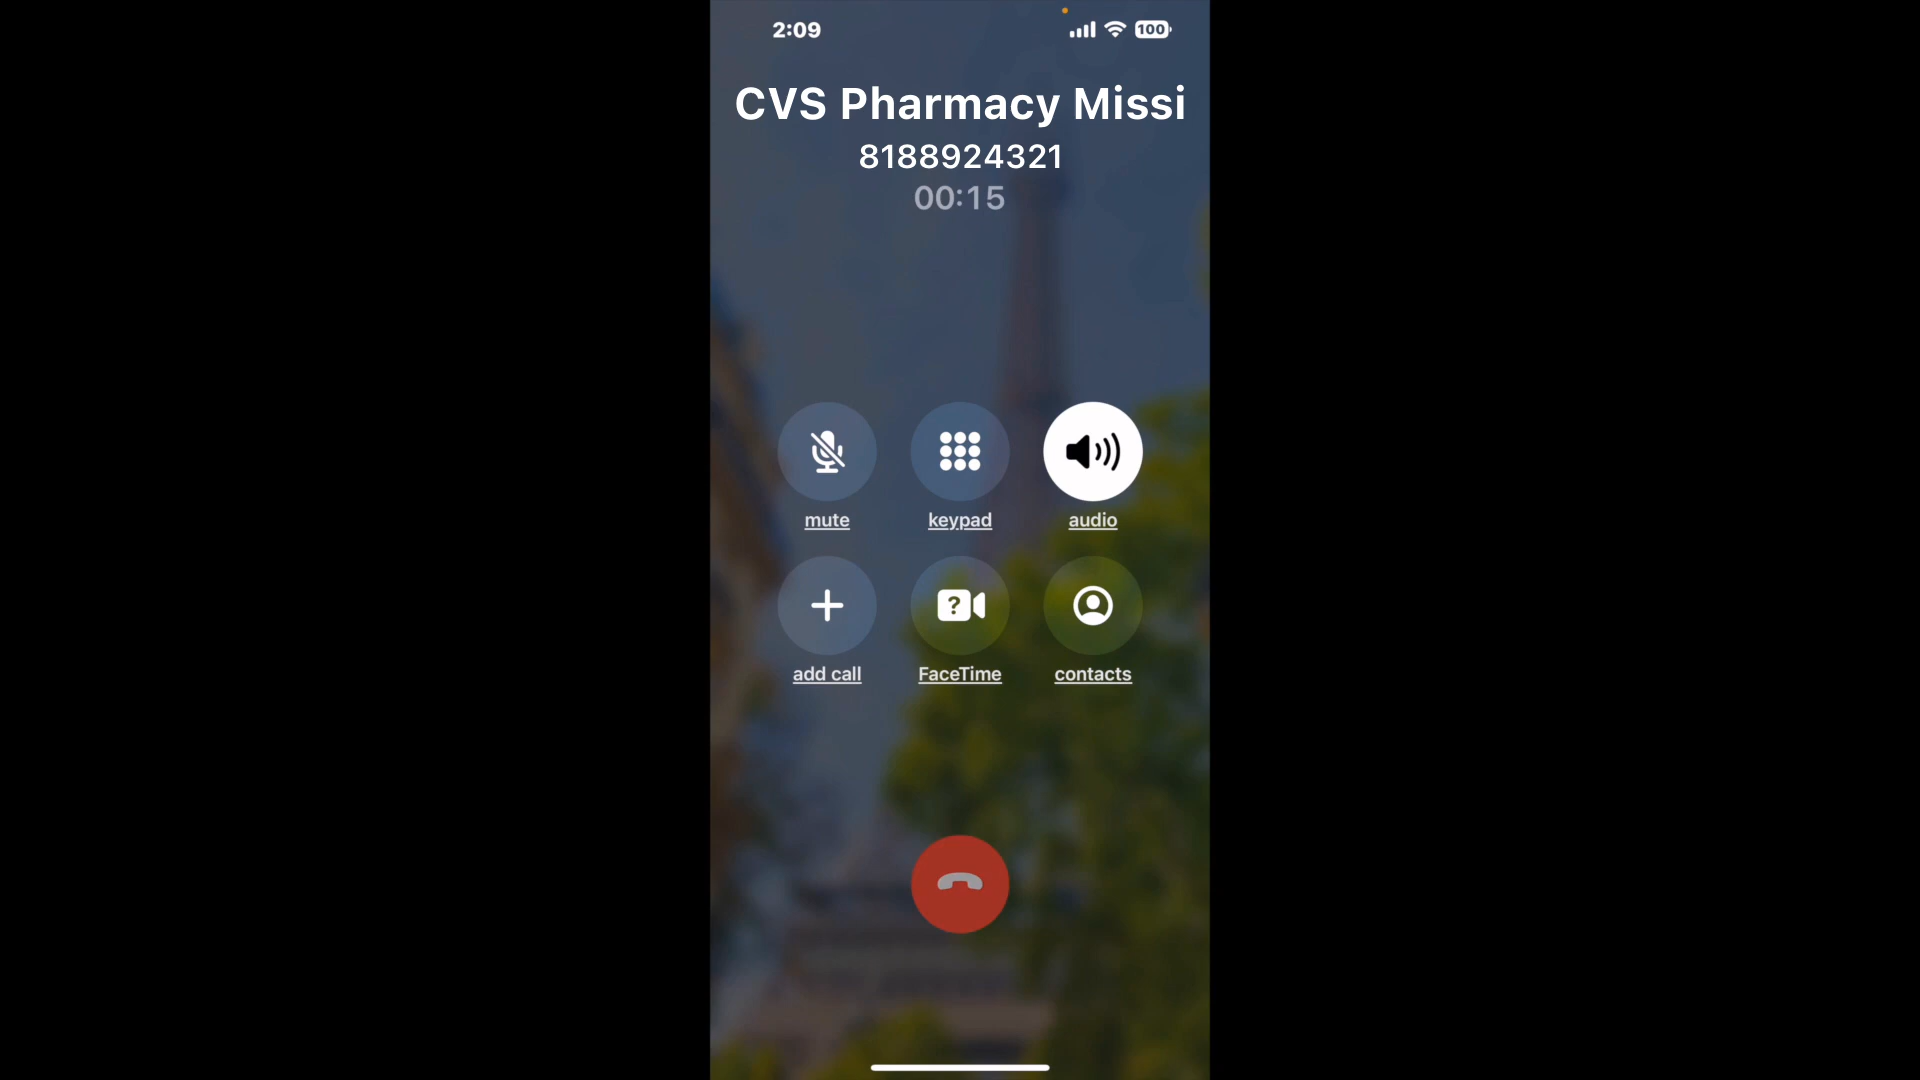 2:09
100
CVS Pharmacy Missi
8188924321
00:15
mute
keypad
audio
?
add call
FaceTime
contacts